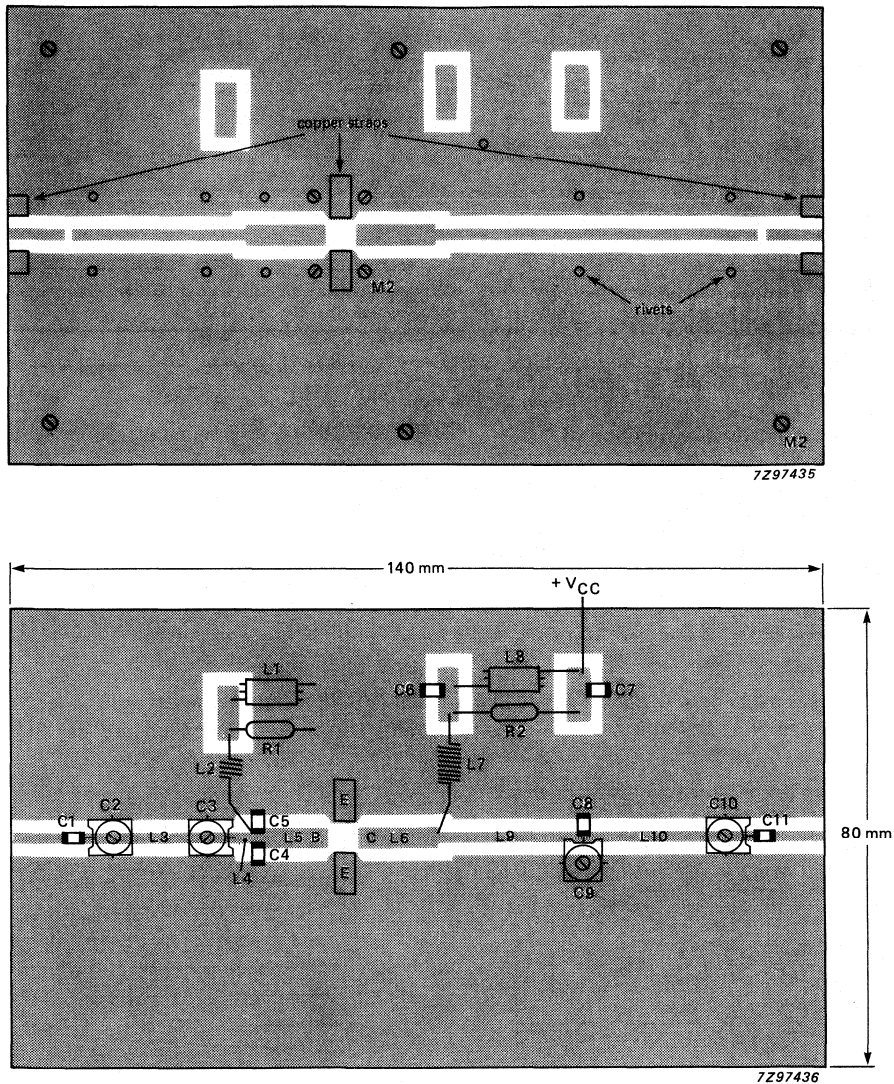 copper straps
M2
rivets
M2
7Z97435
140 mm
+ VCC
L1
L8
C6
C7
R1
R2
L2
L7
C1
C2
C3
C5
E
C8
C10
C11
L3
L5
B
C
L6
L9
L10
80 mm
C4
L4
E
C9
7Z97436